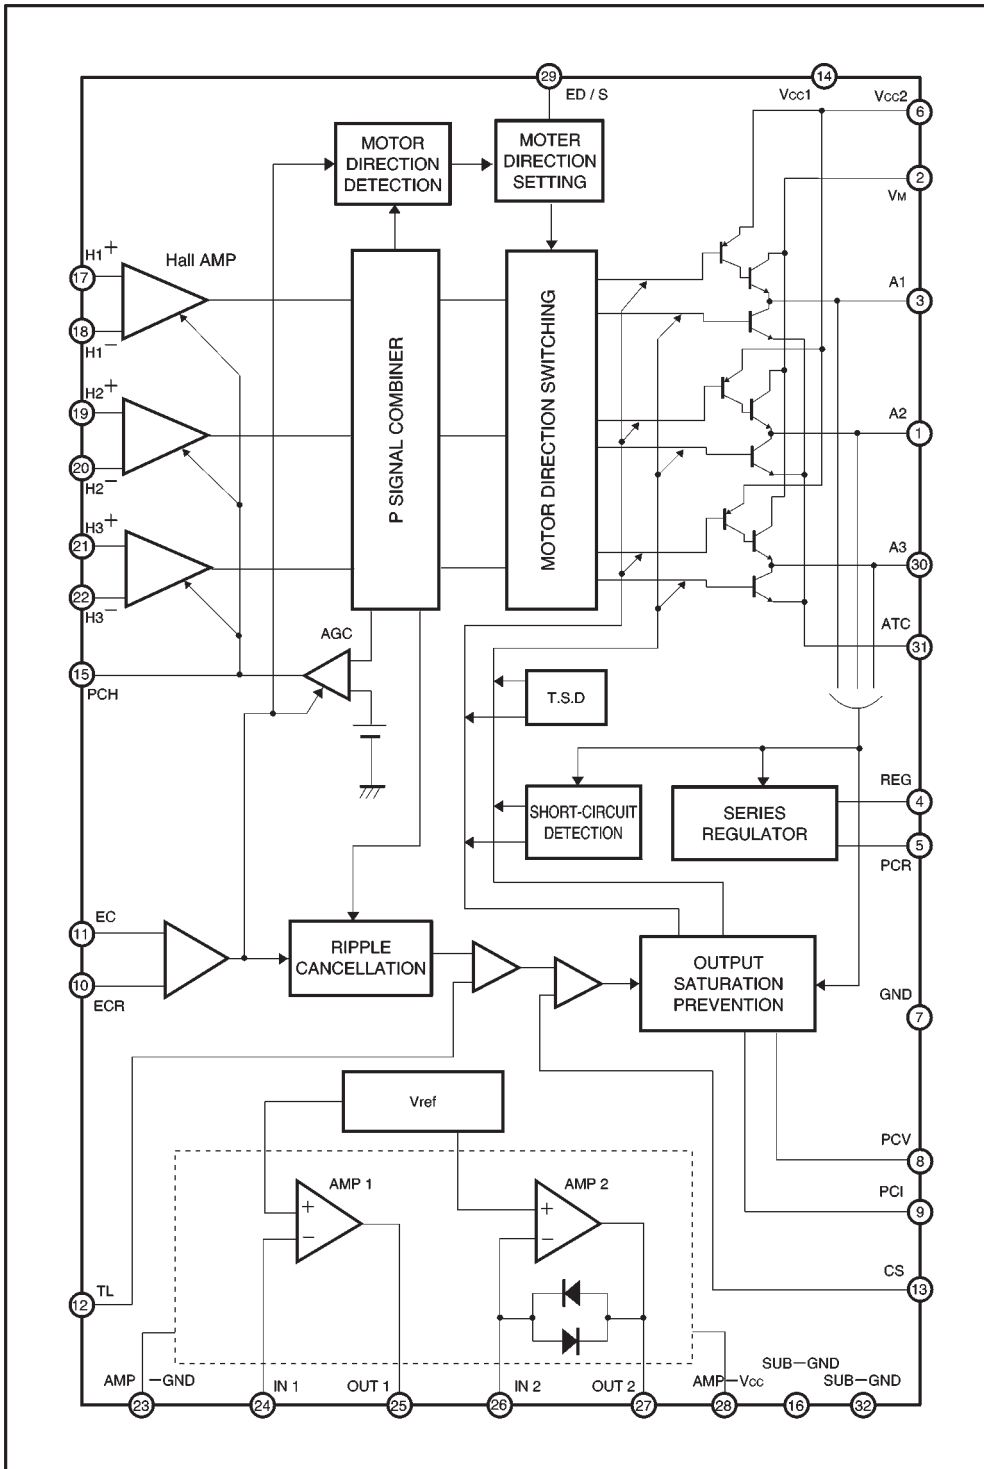 29
ED / S
14
VCC1
VCC2
6
MOTOR
DIRECTION
DETECTION
MOTER
DIRECTION
SETTING
2
VM
H1+
17
Hall AMP
18
H1−
A1
3
H2+
19
20
H2−
P SIGNAL COMBINER
MOTOR DIRECTION SWITCHING
A2
1
H3+
21
22
H3−
A3
30
AGC
ATC
31
15
PCH
T.S.D
REG
4
SHORT-CIRCUIT
DETECTION
SERIES
REGULATOR
5
PCR
EC
11
10
ECR
RIPPLE
CANCELLATION
OUTPUT
SATURATION
PREVENTION
GND
7
Vref
PCV
8
AMP 1
+
−
AMP 2
+
−
PCI
9
CS
13
TL
12
AMP −GND
23
IN 1
24
OUT 1
25
IN 2
26
OUT 2
27
AMP−VCC
28
SUB−GND
16
SUB−GND
32